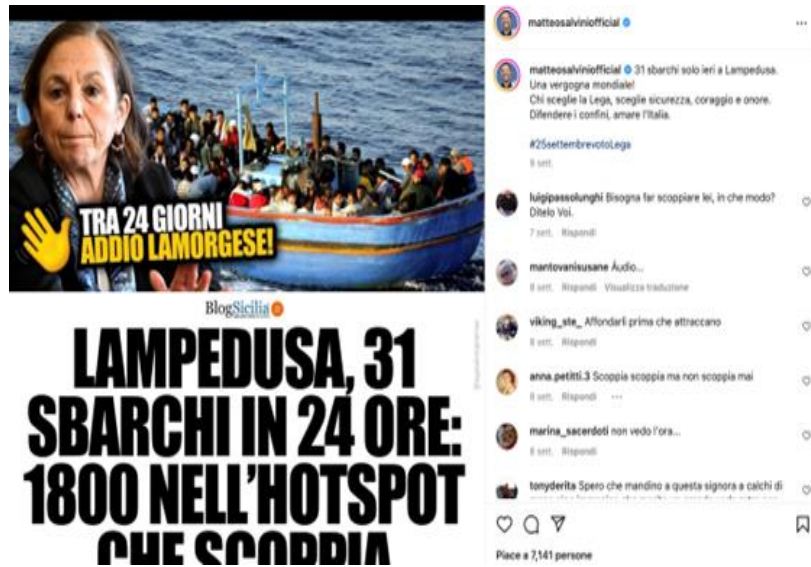 TRA 24 GIORNI
ADDIO LAMORGESE!
BlogSicilia
LAMPEDUSA, 31
SBARCHI IN 24 ORE:
1800 NELL'HOTSPOT
CHE SCOPPIA
matteosalviniofficial
matteosalviniofficial 31 sbarchi solo ieri a Lampedusa.
Una vergogna mondiale!
Chi sceglie la Lega, sceglie sicurezza, coraggio e onore.
Difendere i confini, amare l'Italia.
#25settembrevotoLega
8 sett.
luigipassolunghi Bisogna far scoppiare lei, in che modo?
Ditelo Voi.
7 sett. Rispondi
mantovanisusane Áudio...
8 sett. Rispondi Visualizza traduzione
viking_ste_ Affondarli prima che attraccano
8 sett. Rispondi
anna.petitti.3 Scoppia scoppia ma non scoppia mai
8 sett. Rispondi
marina_sacerdoti non vedo l'ora...
8 sett. Rispondi
tonyderita Spero che mandino a questa signora a calchi di
Piace a 7,141 persone